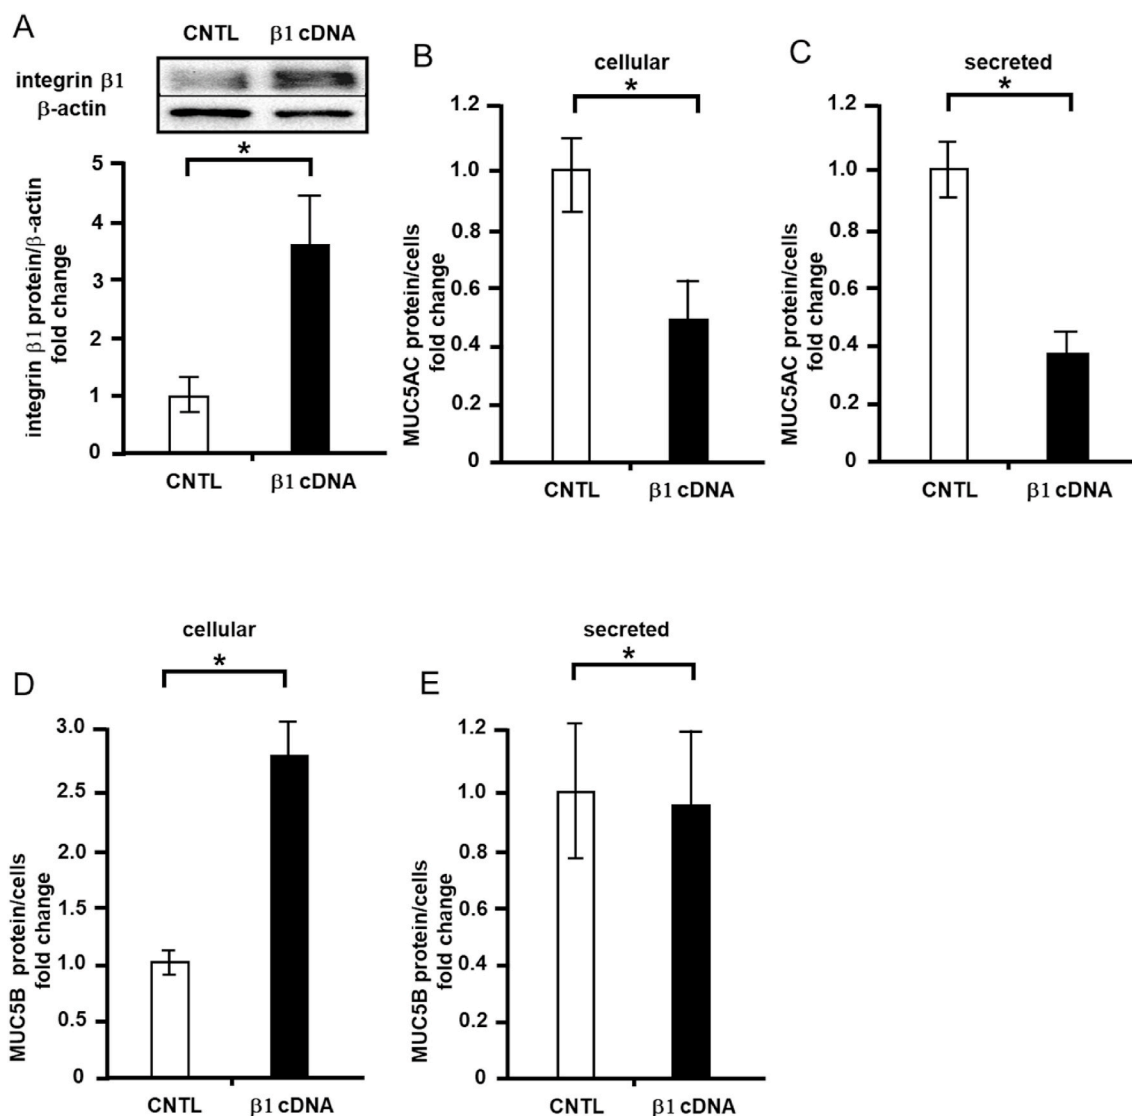 A
CNTL β1 cDNA
integrin β1
β-actin
*
integrin β1 protein/β-actin
fold change
5
4
3
2
1
0
CNTL β1 cDNA
B
cellular
*
MUC5AC protein/cells
fold change
1.2
1.0
0.8
0.6
0.4
0.2
0
CNTL β1 cDNA
C
secreted
*
MUC5AC protein/cells
fold change
1.2
1.0
0.8
0.6
0.4
0.2
0
CNTL β1 cDNA
D
cellular
*
MUC5B protein/cells
fold change
3.0
2.5
2.0
1.5
1.0
0.5
0
CNTL β1 cDNA
E
secreted
*
MUC5B protein/cells
fold change
1.2
1.0
0.8
0.6
0.4
0.2
0
CNTL β1 cDNA